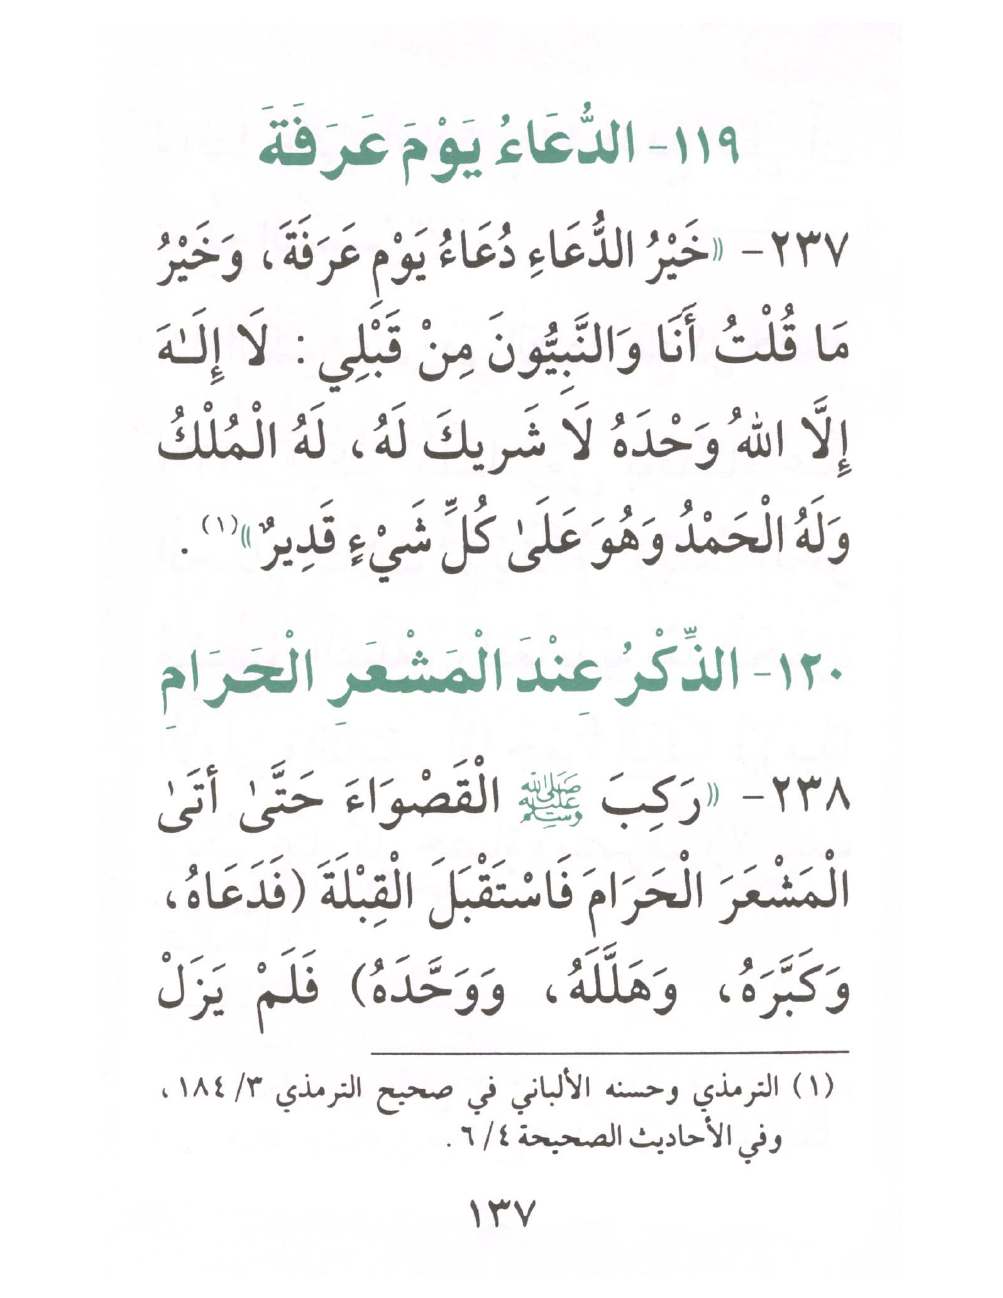 ١١٩- الدُّعَاءُ يَوْمَ عَرَفَةَ
٢٣٧- «خَيْرُ الدُّعَاءِ دُعَاءُ يَوْمِ عَرَفَةَ، وَخَيْرُ
مَا قُلْتُ أَنَا وَالنَّبِيُّونَ مِنْ قَبْلِي: لَا إِلَـٰهَ
إِلَّا اللهُ وَحْدَهُ لَا شَرِيكَ لَهُ، لَهُ الْمُلْكُ
وَلَهُ الْحَمْدُ وَهُوَ عَلَىٰ كُلِّ شَيْءٍ قَدِيرٌ»(١).
١٢٠- الذِّكْرُ عِنْدَ الْمَشْعَرِ الْحَرَامِ
٢٣٨- «رَكِبَ ﷺ الْقَصْوَاءَ حَتَّىٰ أتَىٰ
الْمَشْعَرَ الْحَرَامَ فَاسْتَقْبَلَ الْقِبْلَةَ (فَدَعَاهُ،
وَكَبَّرَهُ، وَهَلَّلَهُ، وَوَحَّدَهُ) فَلَمْ يَزَلْ
(١) الترمذي وحسنه الألباني في صحيح الترمذي ٣/ ١٨٤،
وفي الأحاديث الصحيحة ٤/ ٦.
١٣٧